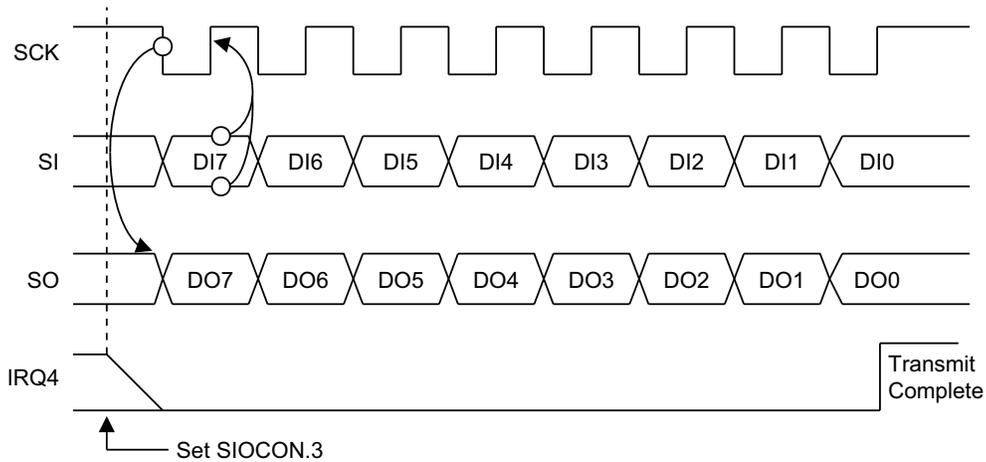 SCK
SI DI7 DI6 DI5 DI4 DI3 DI2 DI1 DI0
SO DO7 DO6 DO5 DO4 DO3 DO2 DO1 DO0
IRQ4
Transmit
Complete
Set SIOCON.3